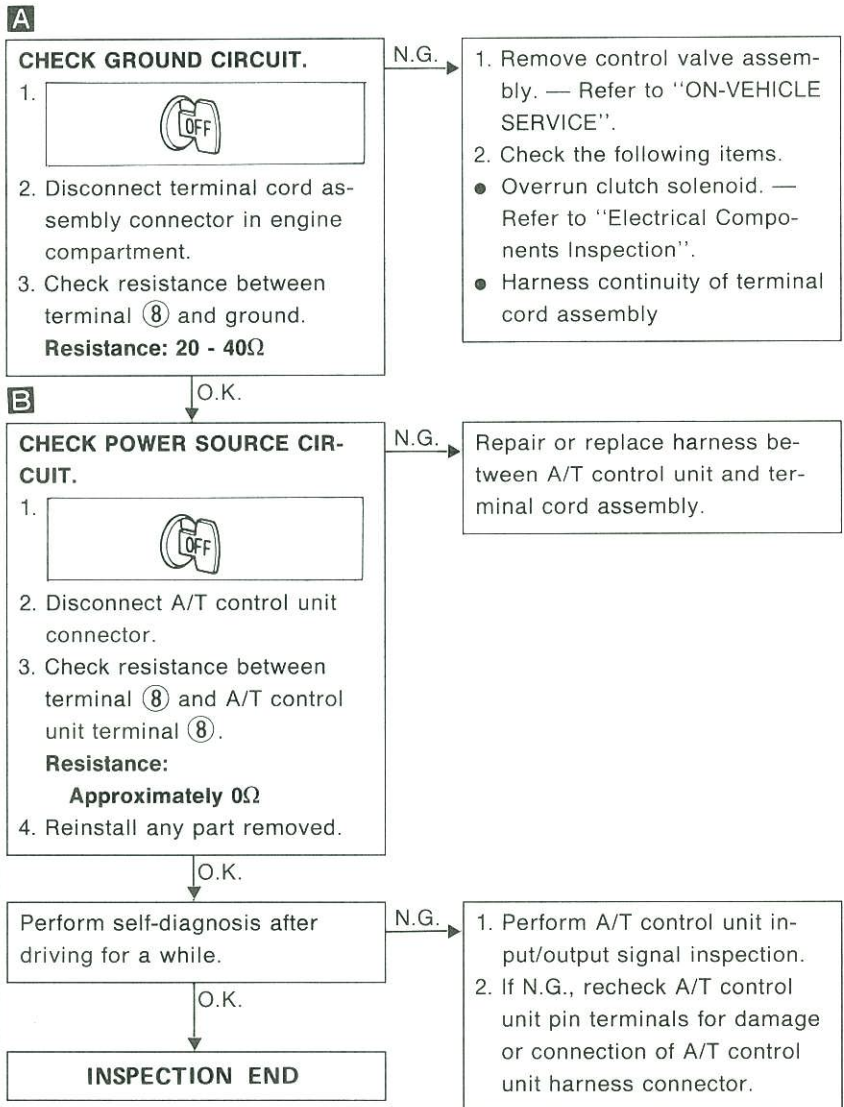 A
CHECK GROUND CIRCUIT.
1.
OFF
2. Disconnect terminal cord as-
sembly connector in engine
compartment.
3. Check resistance between
terminal ⑧ and ground.
Resistance: 20 - 40Ω
N.G.
1. Remove control valve assem-
bly. — Refer to ‘‘ON-VEHICLE
SERVICE’’.
2. Check the following items.
● Overrun clutch solenoid. —
Refer to ‘‘Electrical Compo-
nents Inspection’’.
● Harness continuity of terminal
cord assembly
O.K.
B
CHECK POWER SOURCE CIR-
CUIT.
1.
OFF
2. Disconnect A/T control unit
connector.
3. Check resistance between
terminal ⑧ and A/T control
unit terminal ⑧.
Resistance:
Approximately 0Ω
4. Reinstall any part removed.
N.G.
Repair or replace harness be-
tween A/T control unit and ter-
minal cord assembly.
O.K.
Perform self-diagnosis after
driving for a while.
N.G.
1. Perform A/T control unit in-
put/output signal inspection.
2. If N.G., recheck A/T control
unit pin terminals for damage
or connection of A/T control
unit harness connector.
O.K.
INSPECTION END